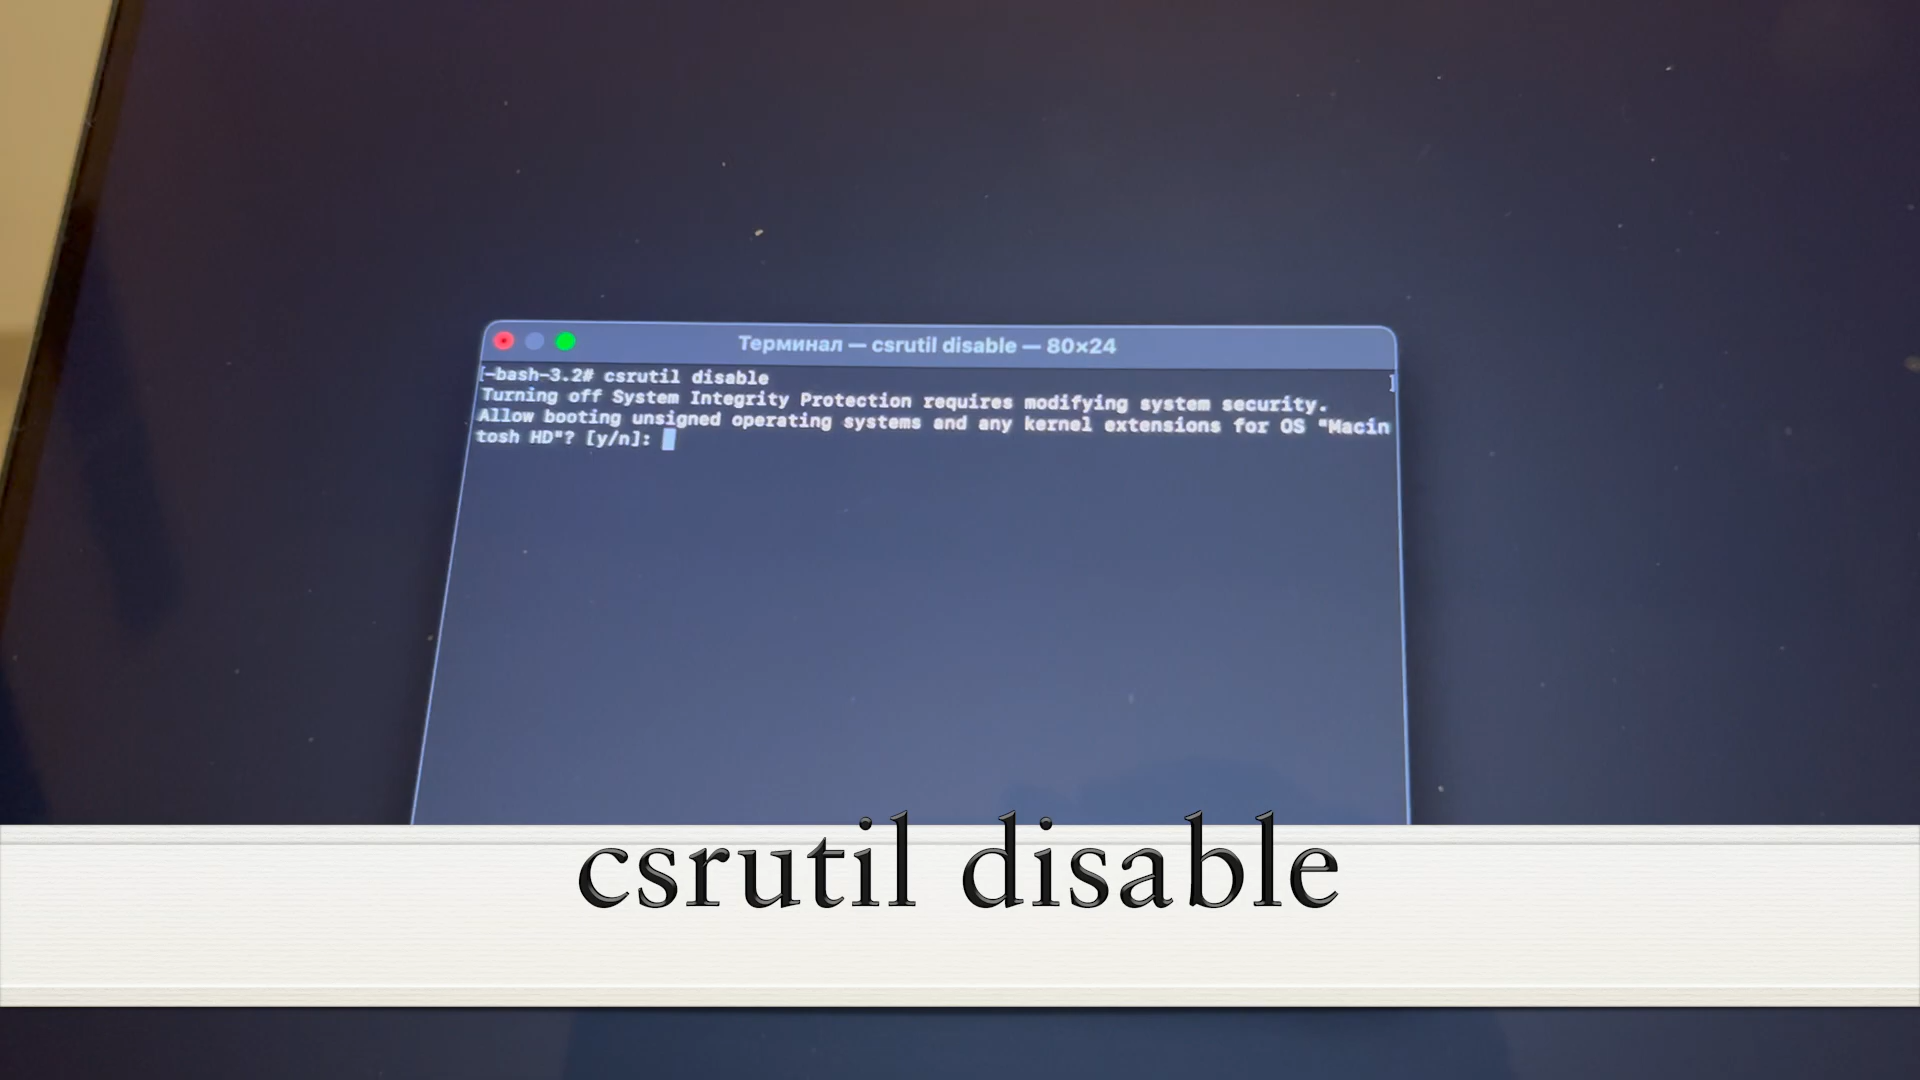 Терминал — csrutil disable — 80×24
[-bash-3.2# csrutil disable ]
Turning off System Integrity Protection requires modifying system security.
Allow booting unsigned operating systems and any kernel extensions for OS "Macin
tosh HD"? [y/n]:
csrutil disable